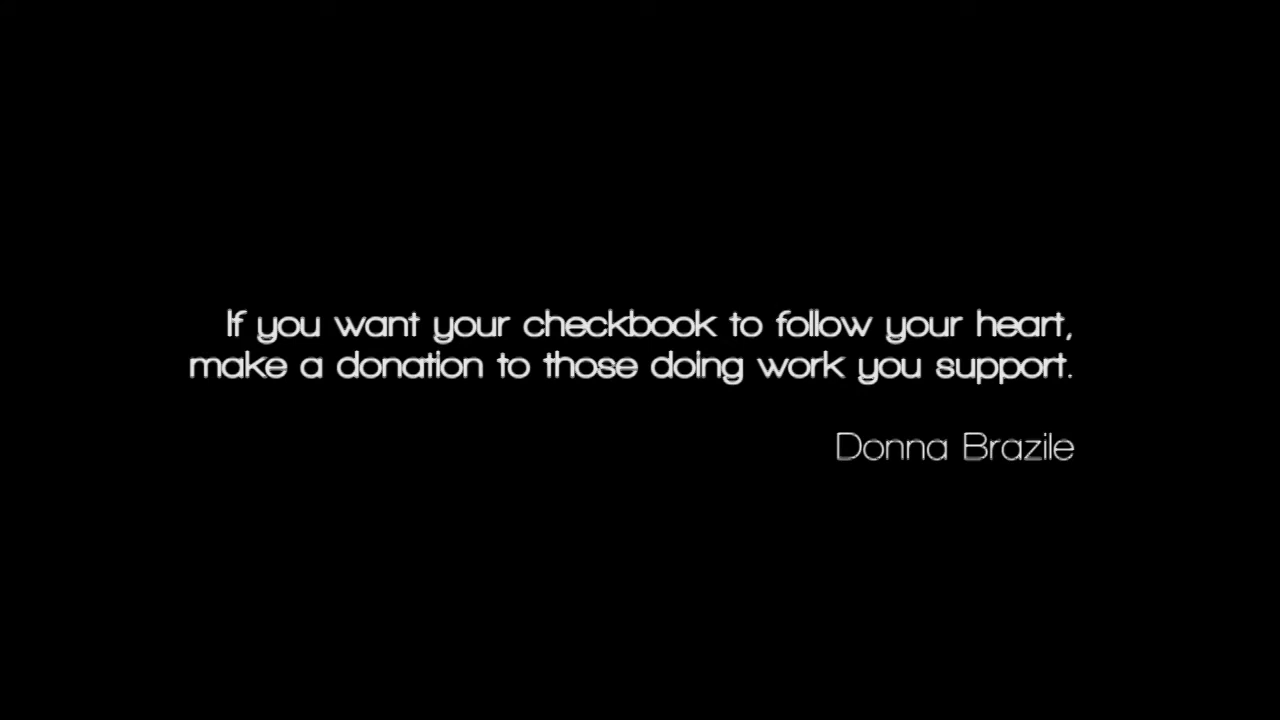 If you want your checkbook to follow your heart,
make a donation to those doing work you support.
Donna Brazile